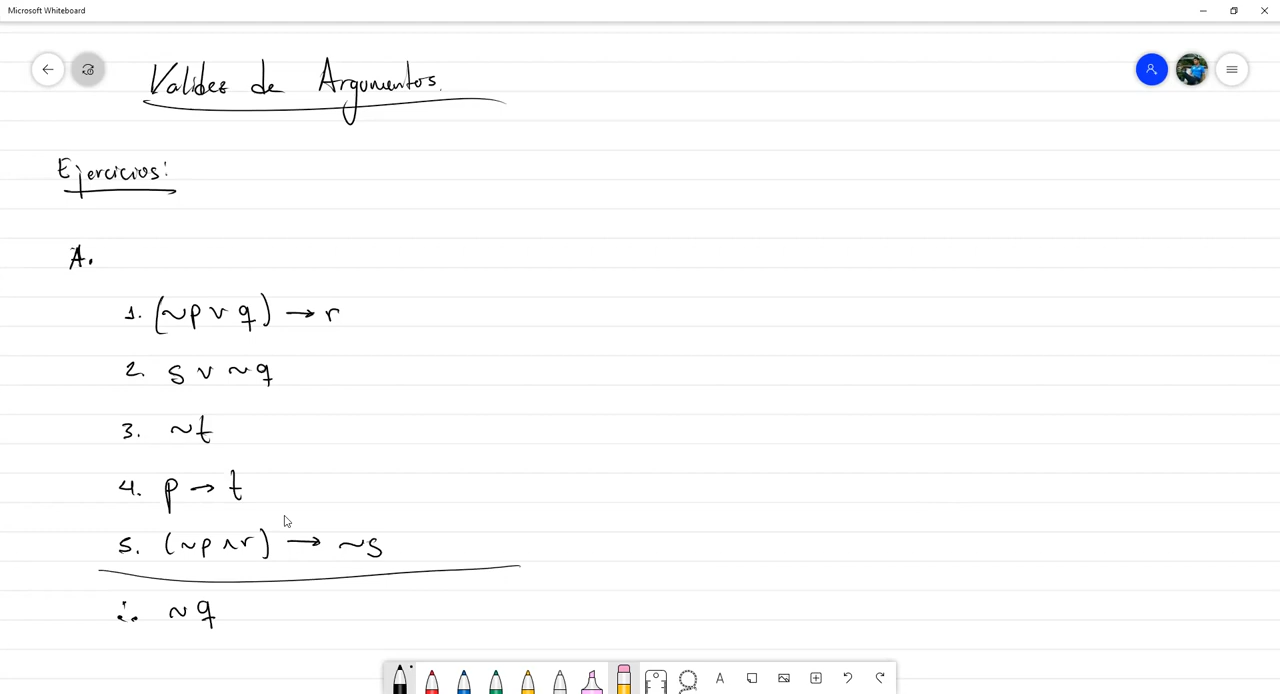 Microsoft Whiteboard
Validez de Argumentos.
Ejercicios:
A.
1. (~p ∨ q) → r
2. s ∨ ~q
3. ~t
4. p → t
5. (~p ∧ r) → ~s
∴ ~q
A